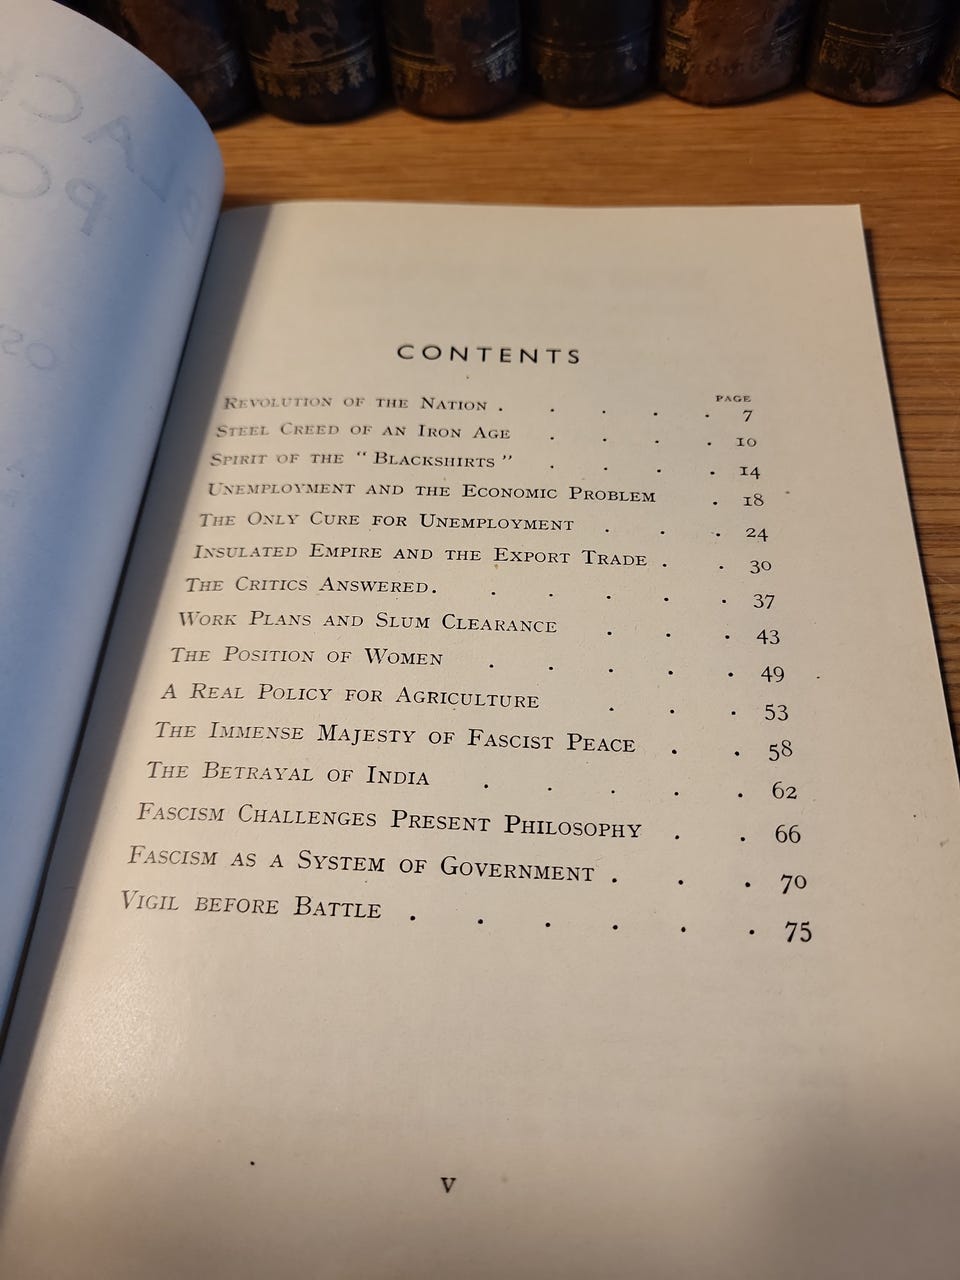 CONTENTS
PAGE
Revolution of the Nation . . . . . 7
Steel Creed of an Iron Age . . . . 10
Spirit of the "Blackshirts" . . . . 14
Unemployment and the Economic Problem . 18
The Only Cure for Unemployment . . . 24
Insulated Empire and the Export Trade . . 30
The Critics Answered. . . . . . 37
Work Plans and Slum Clearance . . . 43
The Position of Women . . . . . 49
A Real Policy for Agriculture . . . 53
The Immense Majesty of Fascist Peace . . 58
The Betrayal of India . . . . . 62
Fascism Challenges Present Philosophy . . 66
Fascism as a System of Government . . . 70
Vigil before Battle . . . . . . 75
v